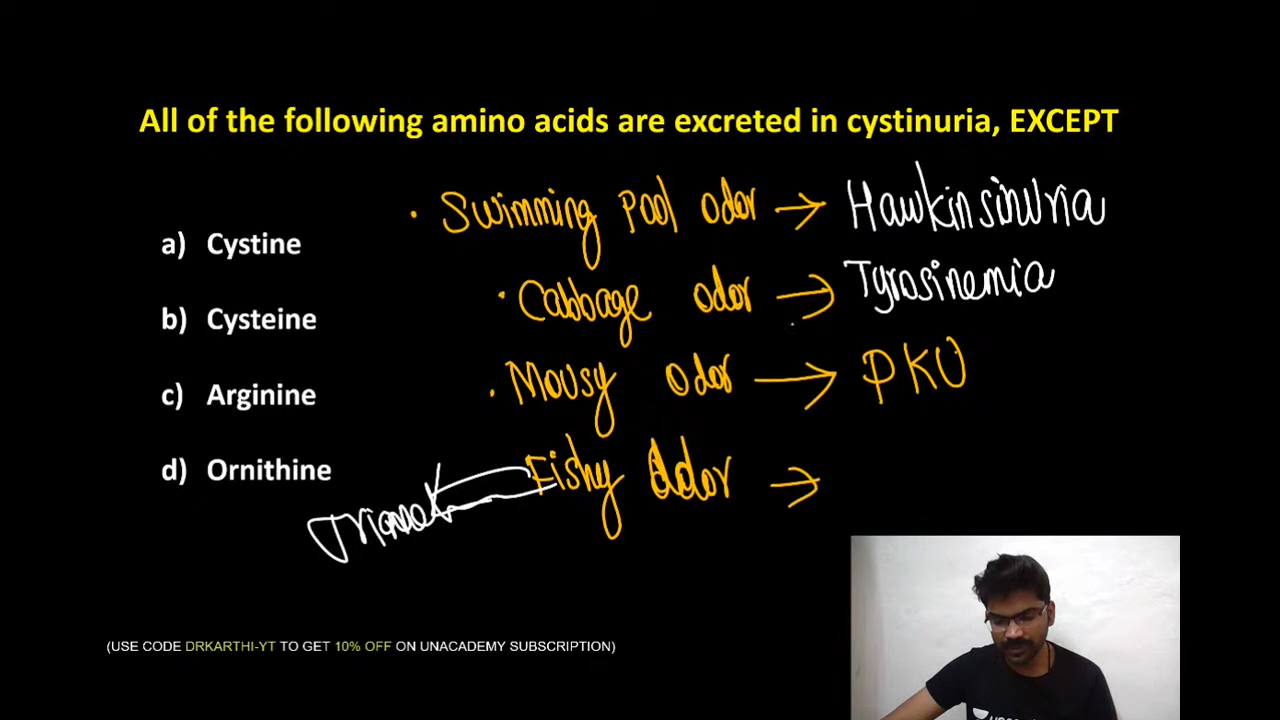 All of the following amino acids are excreted in cystinuria, EXCEPT
• Swimming Pool odor → Hawkinsinuria
a) Cystine
• Cabbage odor → Tyrosinemia
b) Cysteine
• Mousy odor → PKU
c) Arginine
d) Ornithine
Fishy Odor →
(USE CODE DRKARTHI-YT TO GET 10% OFF ON UNACADEMY SUBSCRIPTION)